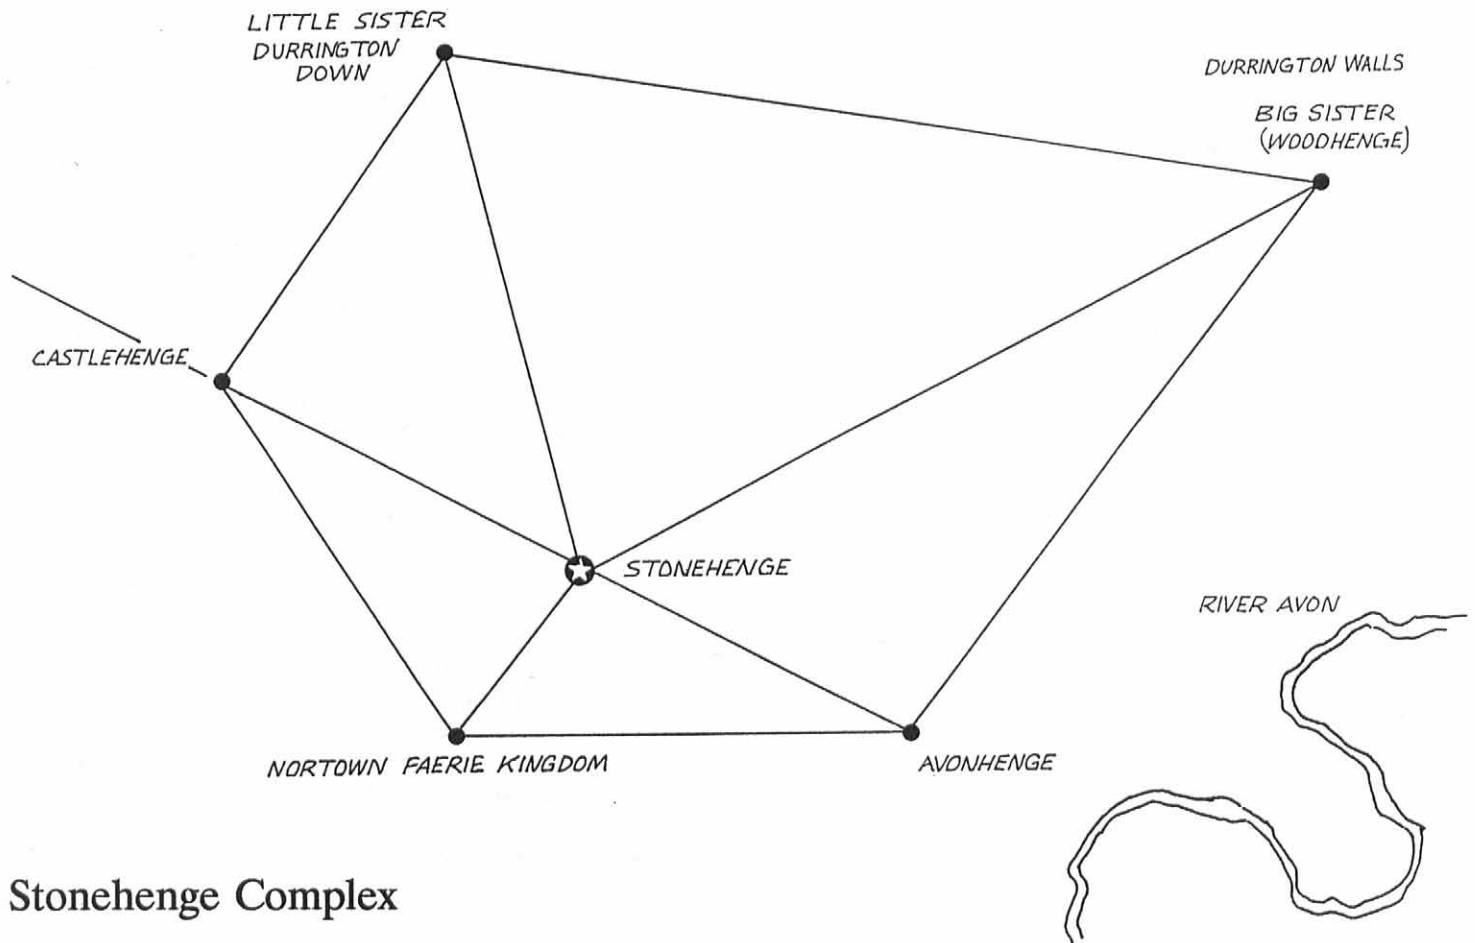 LITTLE SISTER
DURRINGTON
DOWN
DURRINGTON WALLS
BIG SISTER
(WOODHENGE)
CASTLEHENGE
STONEHENGE
RIVER AVON
NORTOWN FAERIE KINGDOM
AVONHENGE
Stonehenge Complex